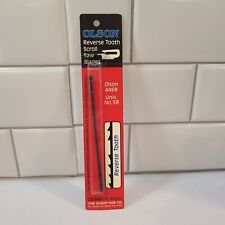 OLSON
Reverse Tooth
Scroll
Saw
Blades
Olson
446R
Univ.
No. 5R
Reverse Tooth
THE OLSON SAW CO.